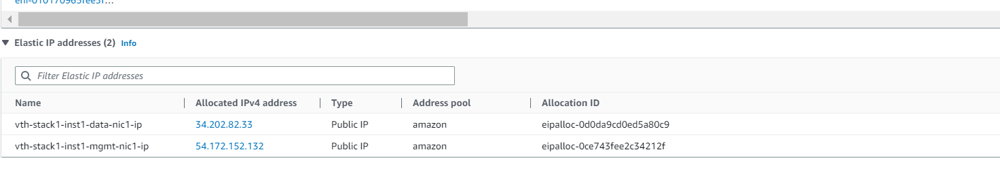 Elastic IP addresses (2) Info
Filter Elastic IP addresses
Name Allocated IPv4 address Type Address pool Allocation ID
vth-stack1-inst1-data-nic1-ip 34.202.82.33 Public IP amazon eipalloc-0d0da9cd0ed5a80c9
vth-stack1-inst1-mgmt-nic1-ip 54.172.152.132 Public IP amazon eipalloc-0ce743fee2c34212f